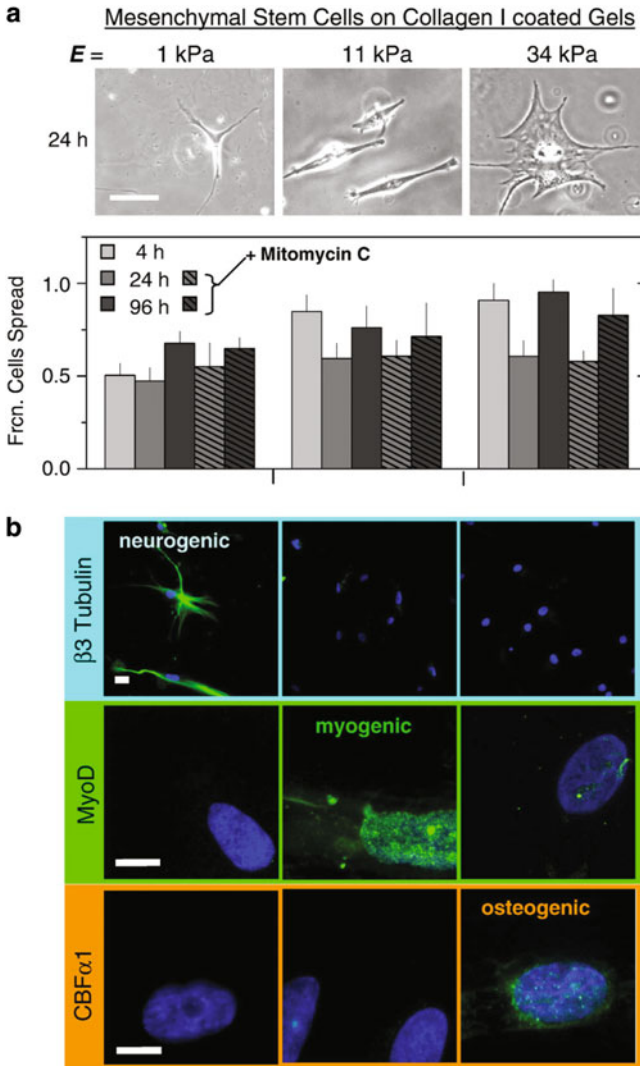 a
Mesenchymal Stem Cells on Collagen I coated Gels
E = 1 kPa 11 kPa 34 kPa
24 h
Frcn. Cells Spread
1.0
0.5
0.0
4 h
24 h
96 h
+ Mitomycin C
b
β3 Tubulin
neurogenic
MyoD
myogenic
CBFα1
osteogenic